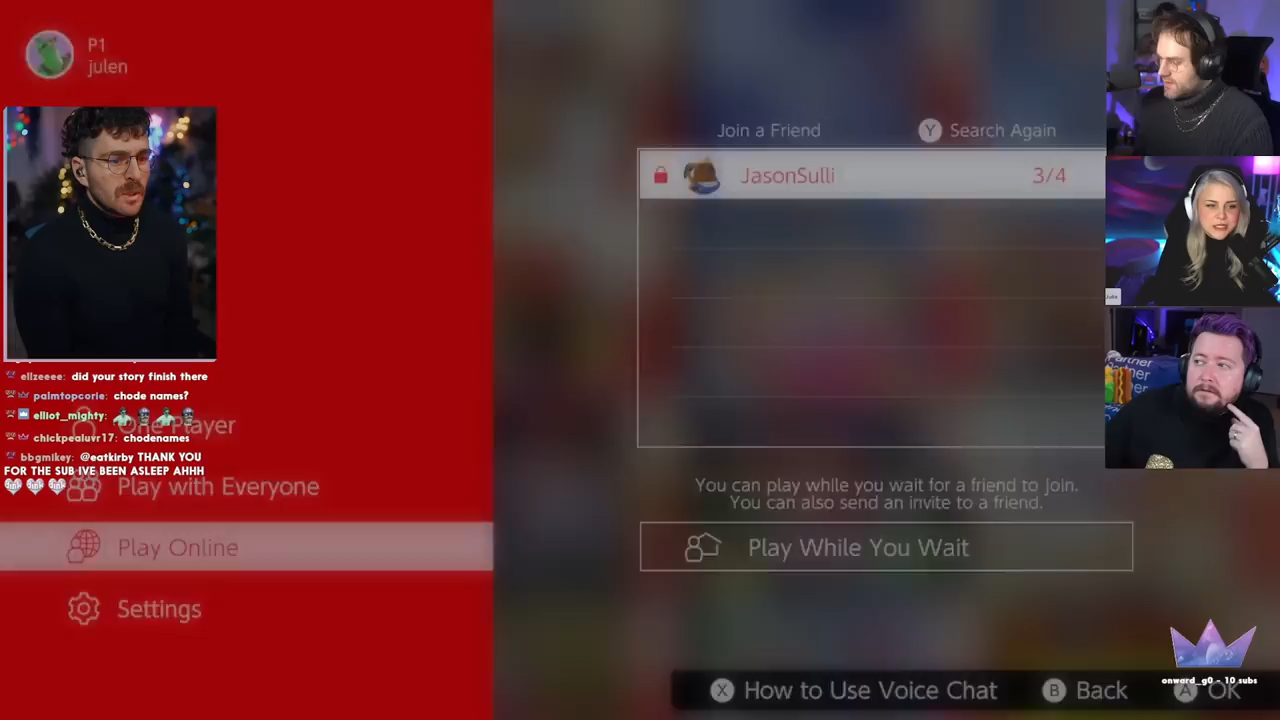 P1
julen
Join a Friend
Y Search Again
JasonSulli 3/4
ellzeeee: did your story finish there
palmtopcorie: chode names?
elliot_mighty:
One Player
chickpealuvr17: chodenames
bbgmikey: @eatkirby THANK YOU
FOR THE SUB IVE BEEN ASLEEP AHHH
Play with Everyone
You can play while you wait for a friend to join.
You can also send an invite to a friend.
Play Online
Play While You Wait
Settings
X How to Use Voice Chat
B Back
A OK
onward_g0 - 10 subs